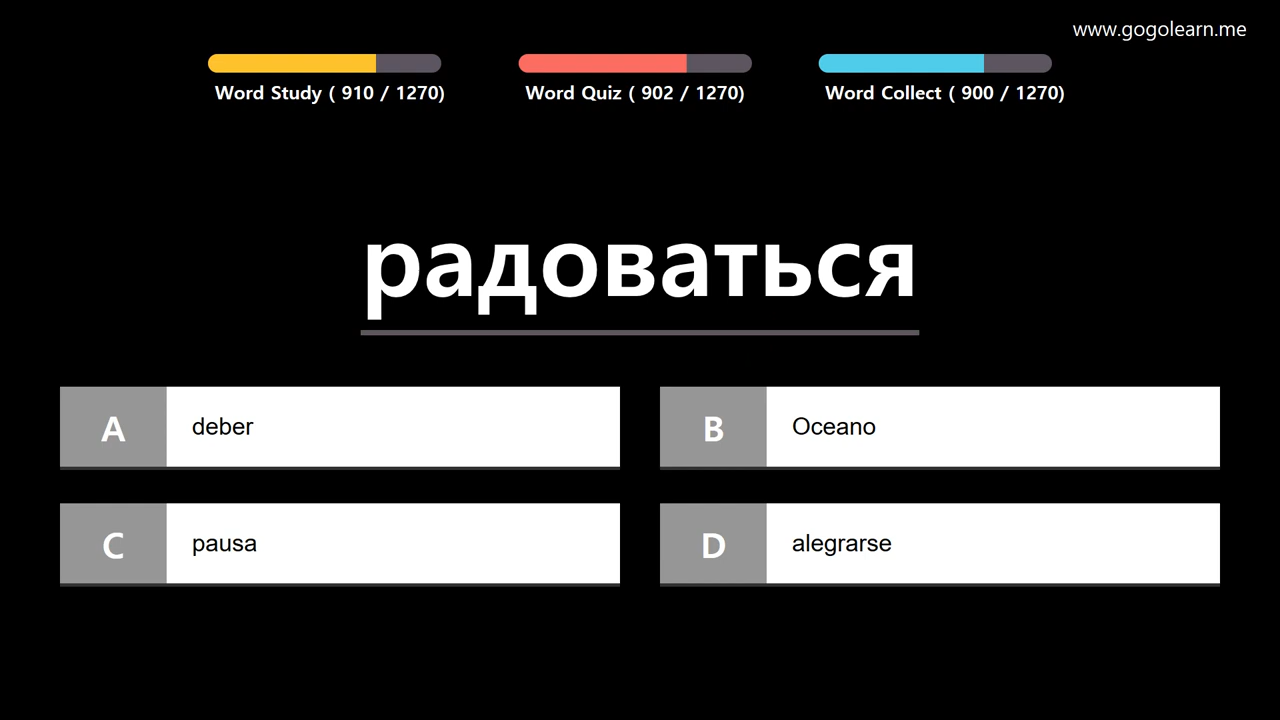 www.gogolearn.me
Word Study ( 910 / 1270)
Word Quiz ( 902 / 1270)
Word Collect ( 900 / 1270)
радоваться
A deber
B Oceano
C pausa
D alegrarse